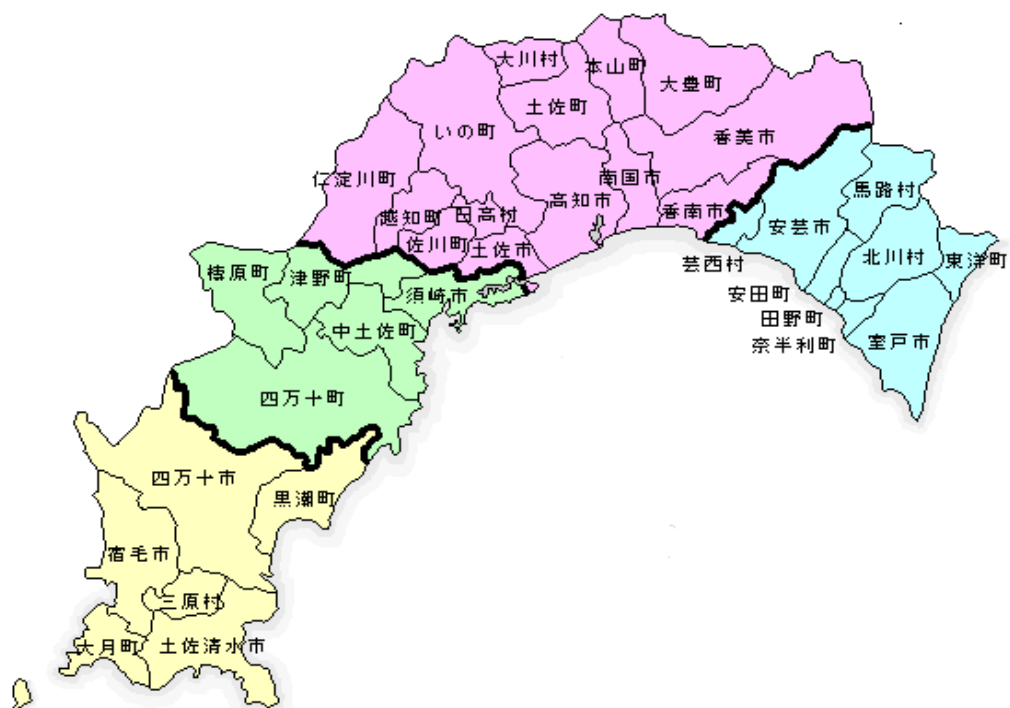 大川村
本山町
大豊町
土佐町
いの町
香美市
仁淀川町
南国市
高知市
越知町
日高村
香南市
佐川町
土佐市
馬路村
安芸市
北川村
東洋町
芸西村
安田町
田野町
奈半利町
室戸市
梼原町
津野町
須崎市
中土佐町
四万十町
四万十市
黒潮町
宿毛市
三原村
大月町
土佐清水市